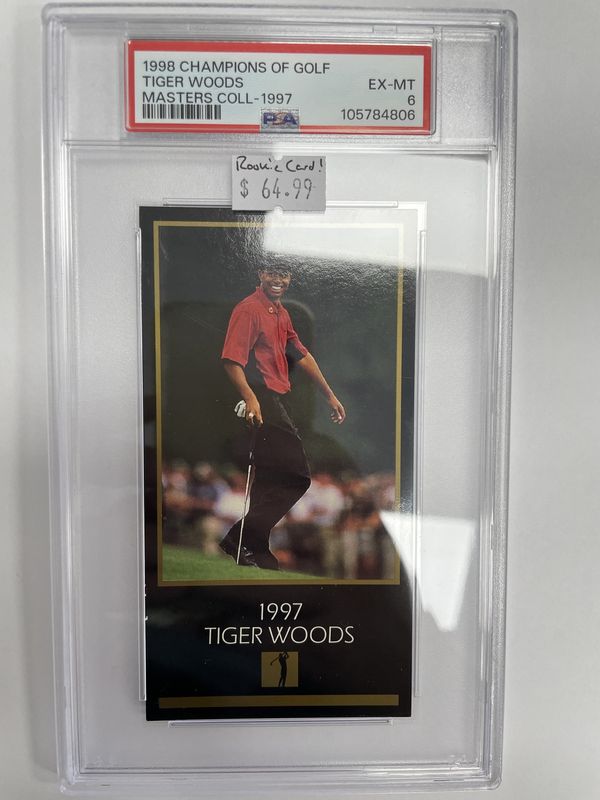 1998 CHAMPIONS OF GOLF
TIGER WOODS
EX-MT
MASTERS COLL-1997
6
105784806
PSA
Rookie Card!
$ 64.99
1997
TIGER WOODS